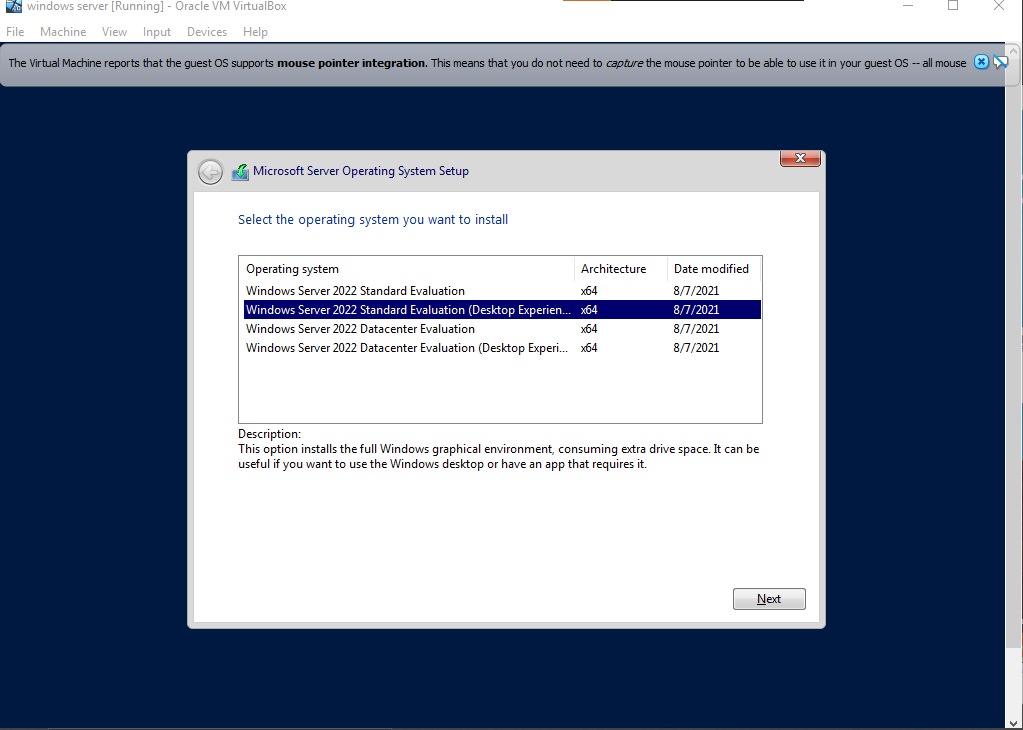 windows server [Running] - Oracle VM VirtualBox
File Machine View Input Devices Help
The Virtual Machine reports that the guest OS supports mouse pointer integration. This means that you do not need to capture the mouse pointer to be able to use it in your guest OS -- all mouse
Microsoft Server Operating System Setup
Select the operating system you want to install
Operating system Architecture Date modified
Windows Server 2022 Standard Evaluation x64 8/7/2021
Windows Server 2022 Standard Evaluation (Desktop Experien... x64 8/7/2021
Windows Server 2022 Datacenter Evaluation x64 8/7/2021
Windows Server 2022 Datacenter Evaluation (Desktop Experi... x64 8/7/2021
Description:
This option installs the full Windows graphical environment, consuming extra drive space. It can be
useful if you want to use the Windows desktop or have an app that requires it.
Next